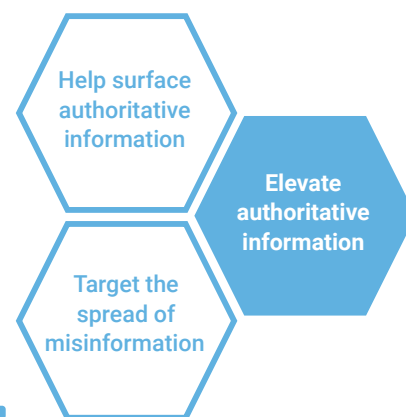 Help surface
authoritative
information
Elevate
authoritative
information
Target the
spread of
misinformation